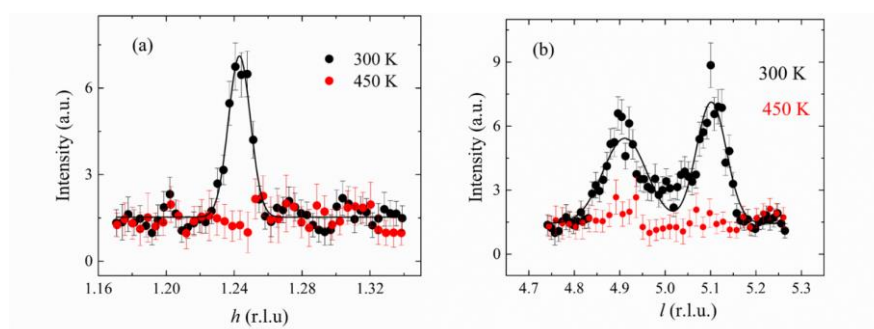 (a)
300 K
450 K
Intensity (a.u.)
6
3
0
1.16 1.20 1.24 1.28 1.32
h (r.l.u)
(b)
300 K
450 K
Intensity (a.u.)
9
6
3
0
4.7 4.8 4.9 5.0 5.1 5.2 5.3
l (r.l.u.)